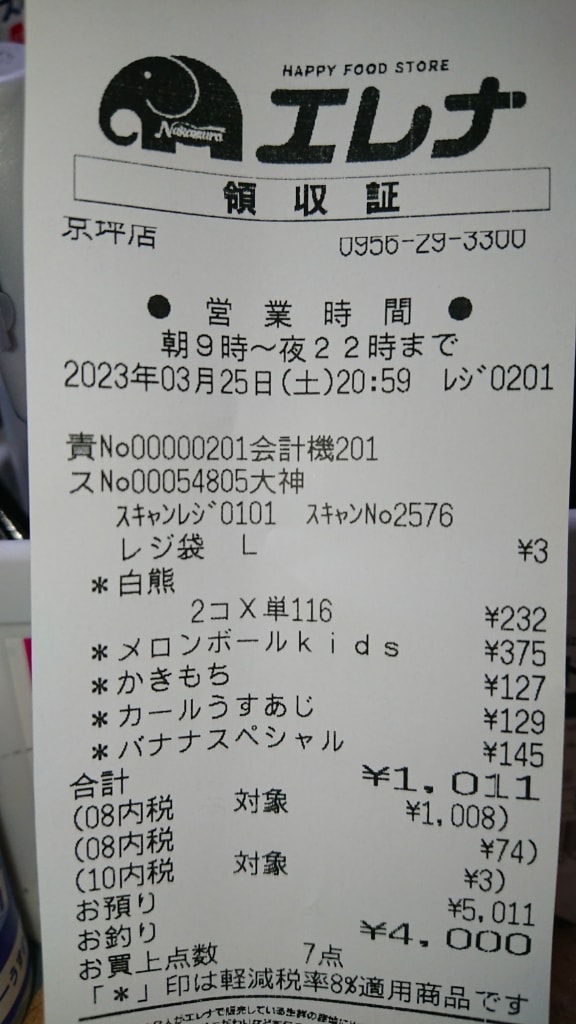 HAPPY FOOD STORE
Nakamura
エレナ
領収証
京坪店 0956-29-3300
● 営業時間 ●
朝9時～夜22時まで
2023年03月25日(土)20:59 ﾚｼﾞ0201
責No00000201会計機201
スNo00054805大神
ｽｷｬﾝﾚｼﾞ0101 ｽｷｬﾝNo2576
レジ袋 L ¥3
*白熊
2コX単116 ¥232
*メロンボールkids ¥375
*かきもち ¥127
*カールうすあじ ¥129
*バナナスペシャル ¥145
合計 ¥1,011
(08内税 対象 ¥1,008)
(08内税 ¥74)
(10内税 対象 ¥3)
お預り ¥5,011
お釣り ¥4,000
お買上点数 7点
「*」印は軽減税率8%適用商品です